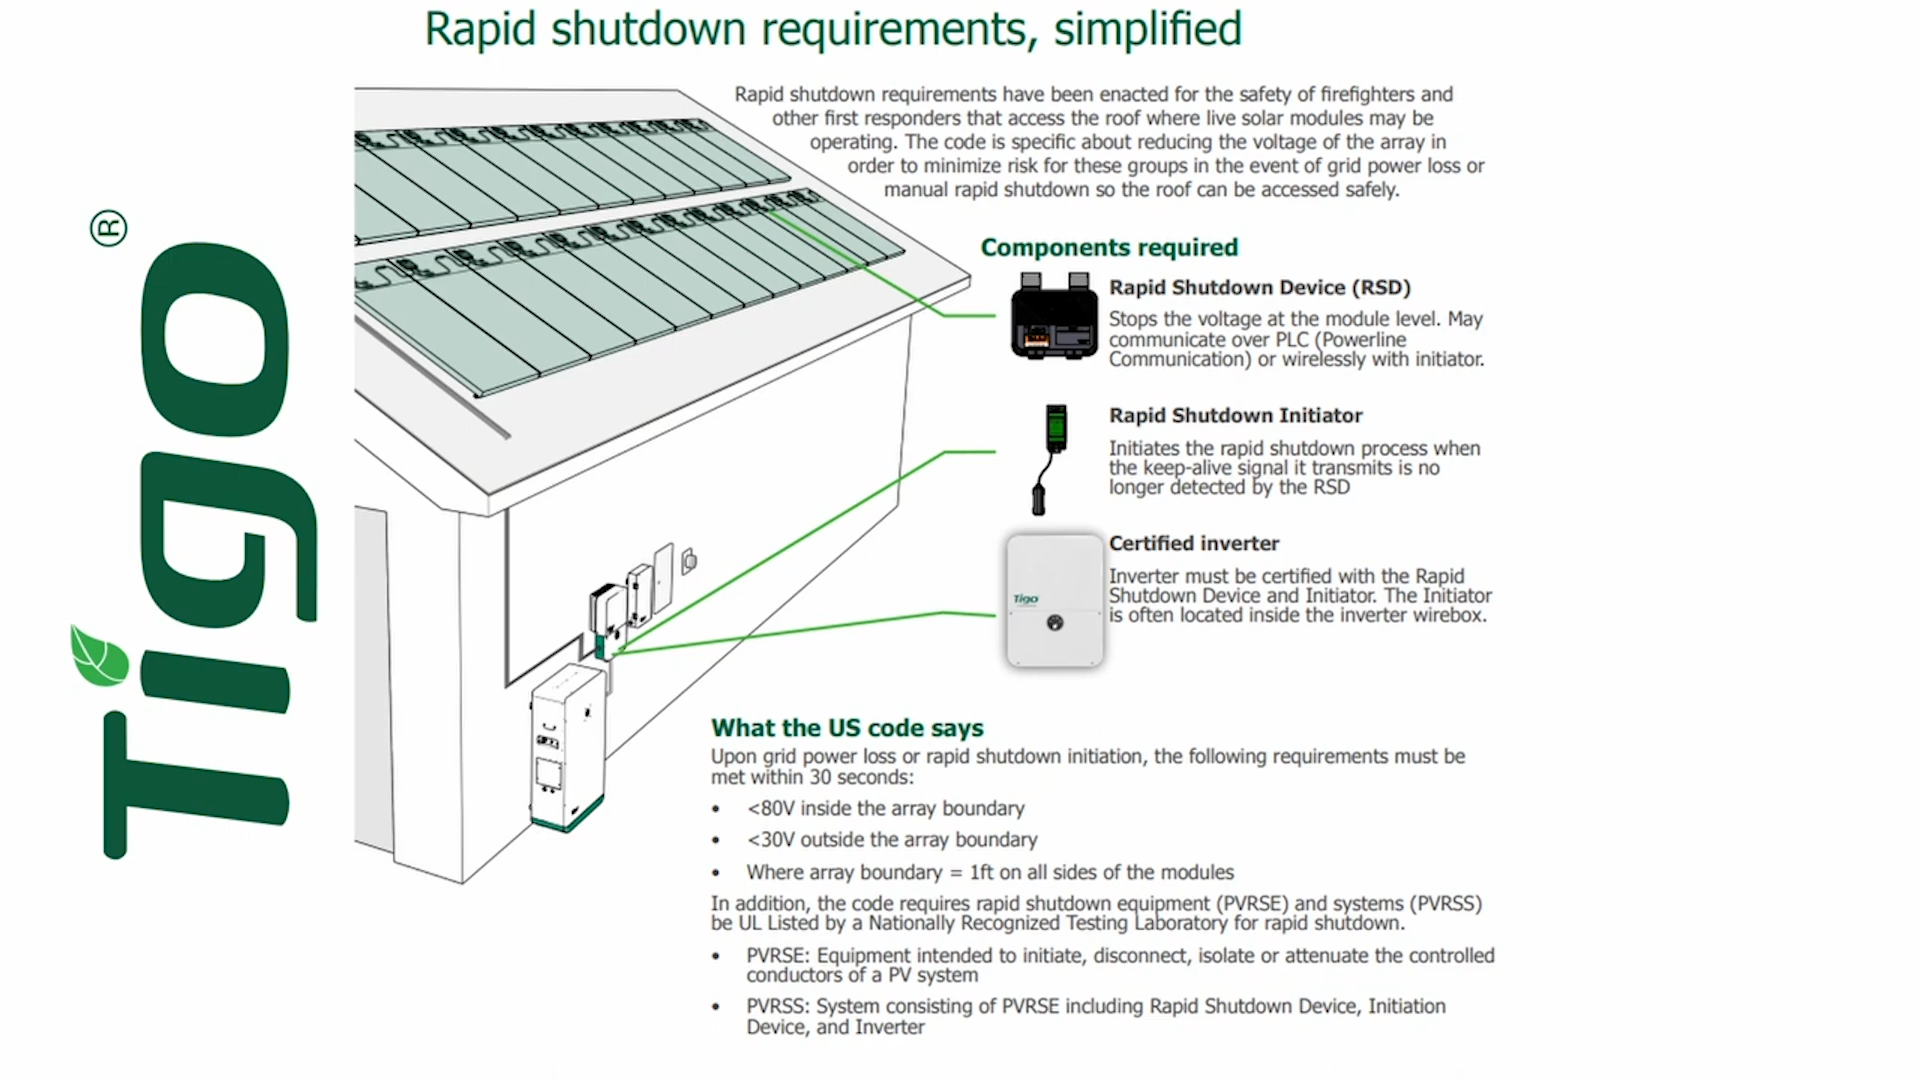 Rapid shutdown requirements, simplified
Rapid shutdown requirements have been enacted for the safety of firefighters and
other first responders that access the roof where live solar modules may be
operating. The code is specific about reducing the voltage of the array in
order to minimize risk for these groups in the event of grid power loss or
manual rapid shutdown so the roof can be accessed safely.
Tigo®
Components required
Rapid Shutdown Device (RSD)
Stops the voltage at the module level. May
communicate over PLC (Powerline
Communication) or wirelessly with initiator.
Rapid Shutdown Initiator
Initiates the rapid shutdown process when
the keep-alive signal it transmits is no
longer detected by the RSD
Certified inverter
Inverter must be certified with the Rapid
Shutdown Device and Initiator. The Initiator
is often located inside the inverter wirebox.
Tigo
What the US code says
Upon grid power loss or rapid shutdown initiation, the following requirements must be
met within 30 seconds:
• <80V inside the array boundary
• <30V outside the array boundary
• Where array boundary = 1ft on all sides of the modules
In addition, the code requires rapid shutdown equipment (PVRSE) and systems (PVRSS)
be UL Listed by a Nationally Recognized Testing Laboratory for rapid shutdown.
• PVRSE: Equipment intended to initiate, disconnect, isolate or attenuate the controlled
conductors of a PV system
• PVRSS: System consisting of PVRSE including Rapid Shutdown Device, Initiation
Device, and Inverter